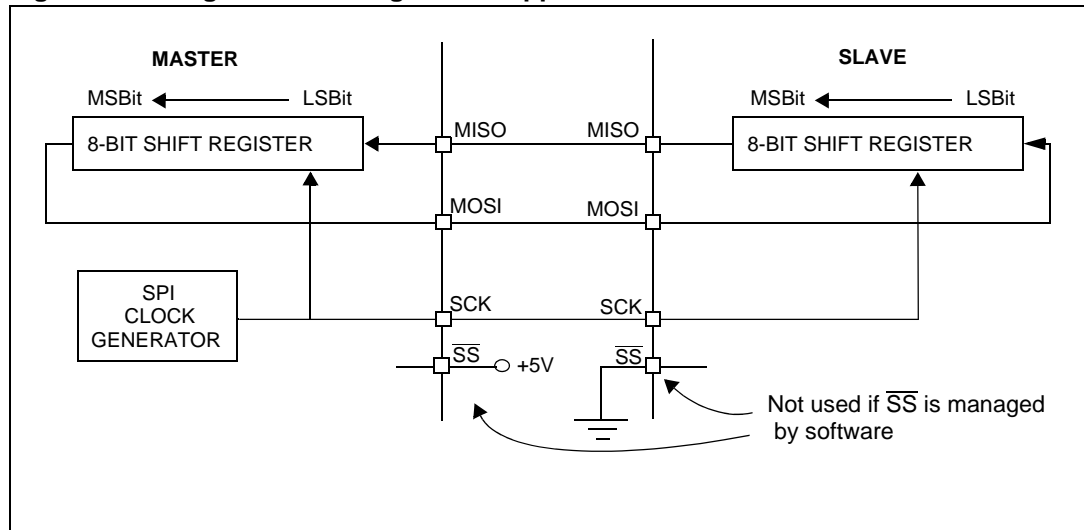 MASTER
SLAVE
MSBit
LSBit
MSBit
LSBit
8-BIT SHIFT REGISTER
MISO
MISO
8-BIT SHIFT REGISTER
MOSI
MOSI
SPI
CLOCK
GENERATOR
SCK
SCK
SS
+5V
SS
Not used if SS is managed
by software